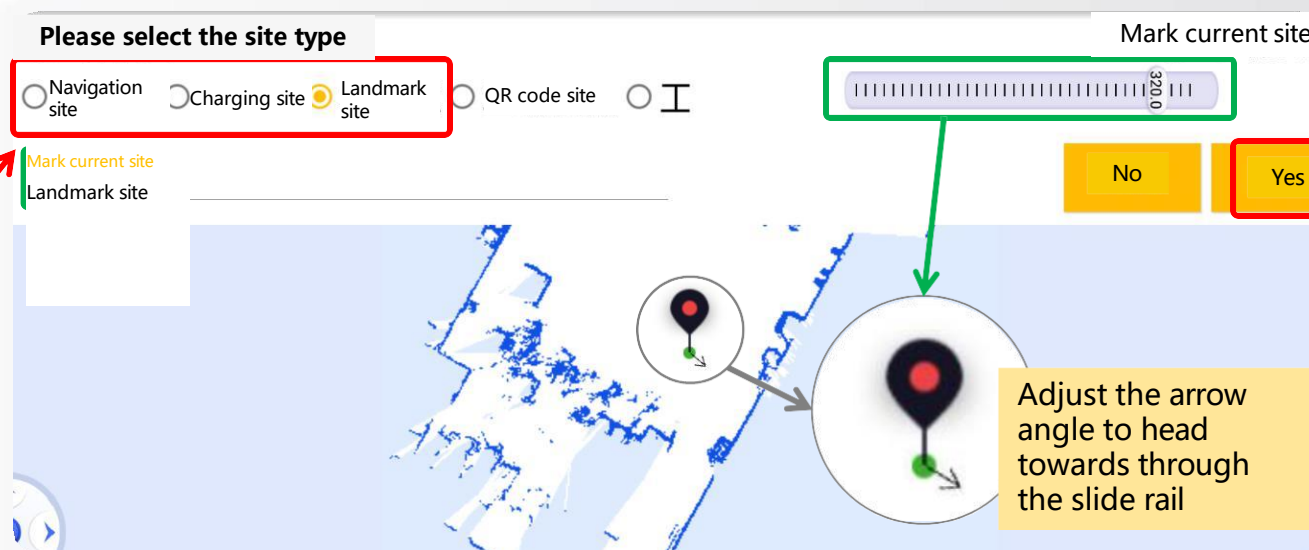 Please select the site type
Mark current site
Navigation
site
Charging site
Landmark
site
QR code site
工
320.0
Mark current site
Landmark site
No
Yes
Adjust the arrow
angle to head
towards through
the slide rail